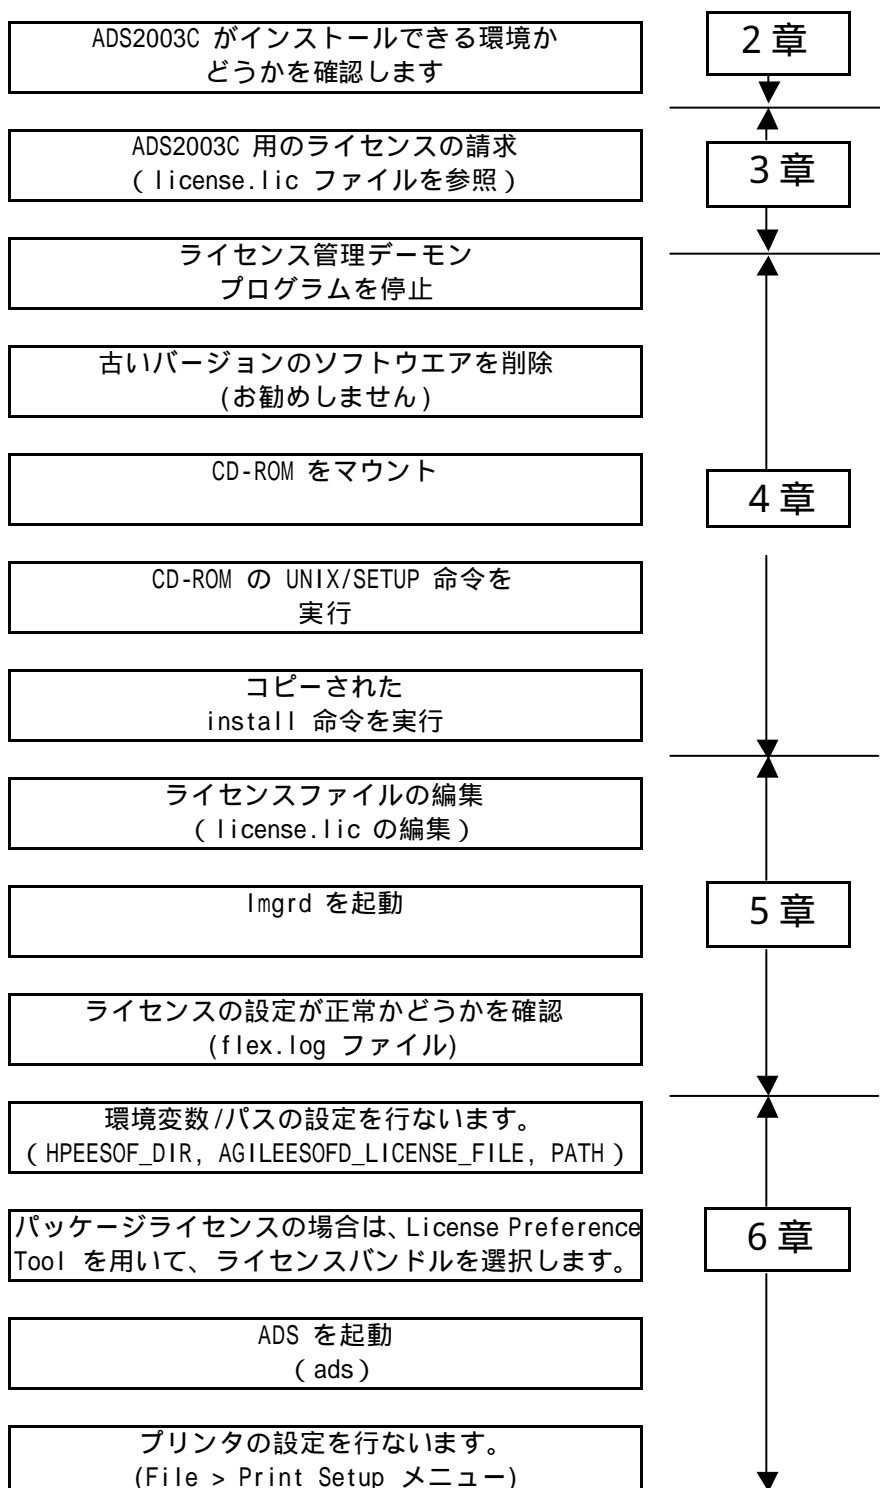 ADS2003C がインストールできる環境か
どうかを確認します
2 章
ADS2003C 用のライセンスの請求
( license.lic ファイルを参照 )
3 章
ライセンス管理デーモン
プログラムを停止
古いバージョンのソフトウエアを削除
(お勧めしません)
CD-ROM をマウント
4 章
CD-ROM の UNIX/SETUP 命令を
実行
コピーされた
install 命令を実行
ライセンスファイルの編集
( license.lic の編集 )
lmgrd を起動
5 章
ライセンスの設定が正常かどうかを確認
(flex.log ファイル)
環境変数/パスの設定を行ないます。
( HPEESOF_DIR, AGILEESOFD_LICENSE_FILE, PATH )
パッケージライセンスの場合は、License Preference
Tool を用いて、ライセンスバンドルを選択します。
6 章
ADS を起動
( ads )
プリンタの設定を行ないます。
(File > Print Setup メニュー)